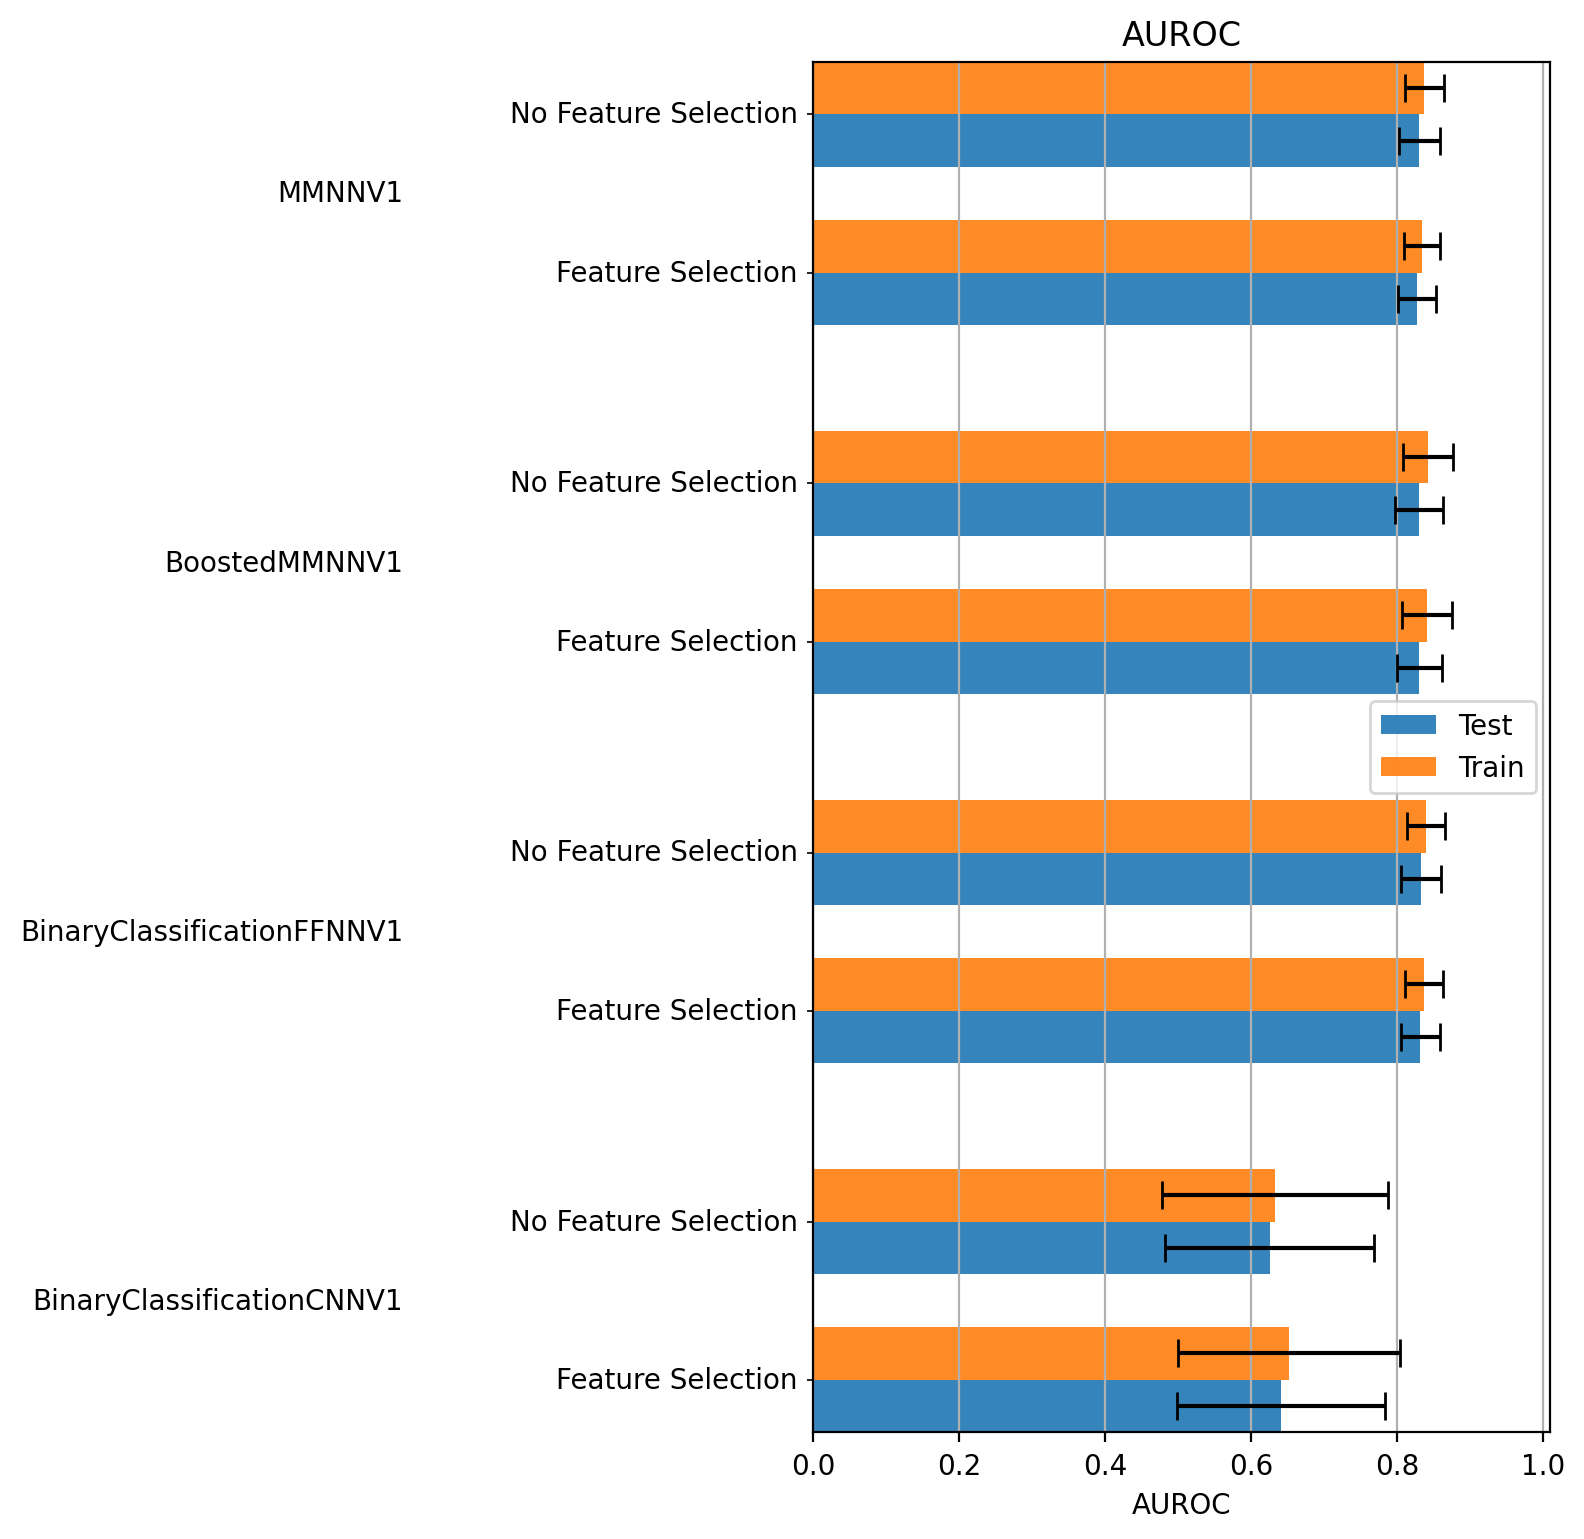 AUROC
No Feature Selection
MMNNV1
Feature Selection
No Feature Selection
BoostedMMNNV1
Feature Selection
Test
Train
No Feature Selection
BinaryClassificationFFNNV1
Feature Selection
No Feature Selection
BinaryClassificationCNNV1
Feature Selection
0.0 0.2 0.4 0.6 0.8 1.0
AUROC